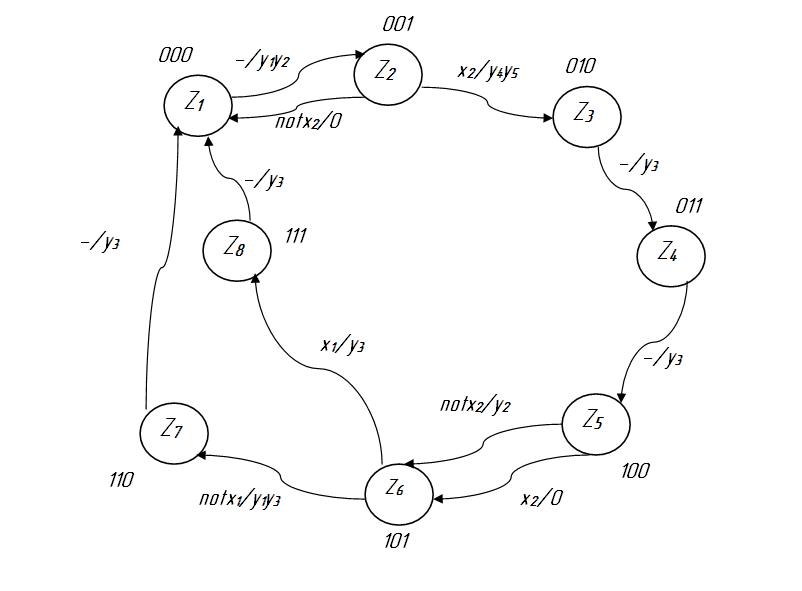 001
000
-/y1y2
Z2
x2/y4y5
010
Z1
notx2/0
Z3
-/y3
-/y3
011
111
-/y3
Z8
Z4
x1/y3
-/y3
notx2/y2
Z5
Z7
100
110
notx1/y1y3
Z6
x2/0
101